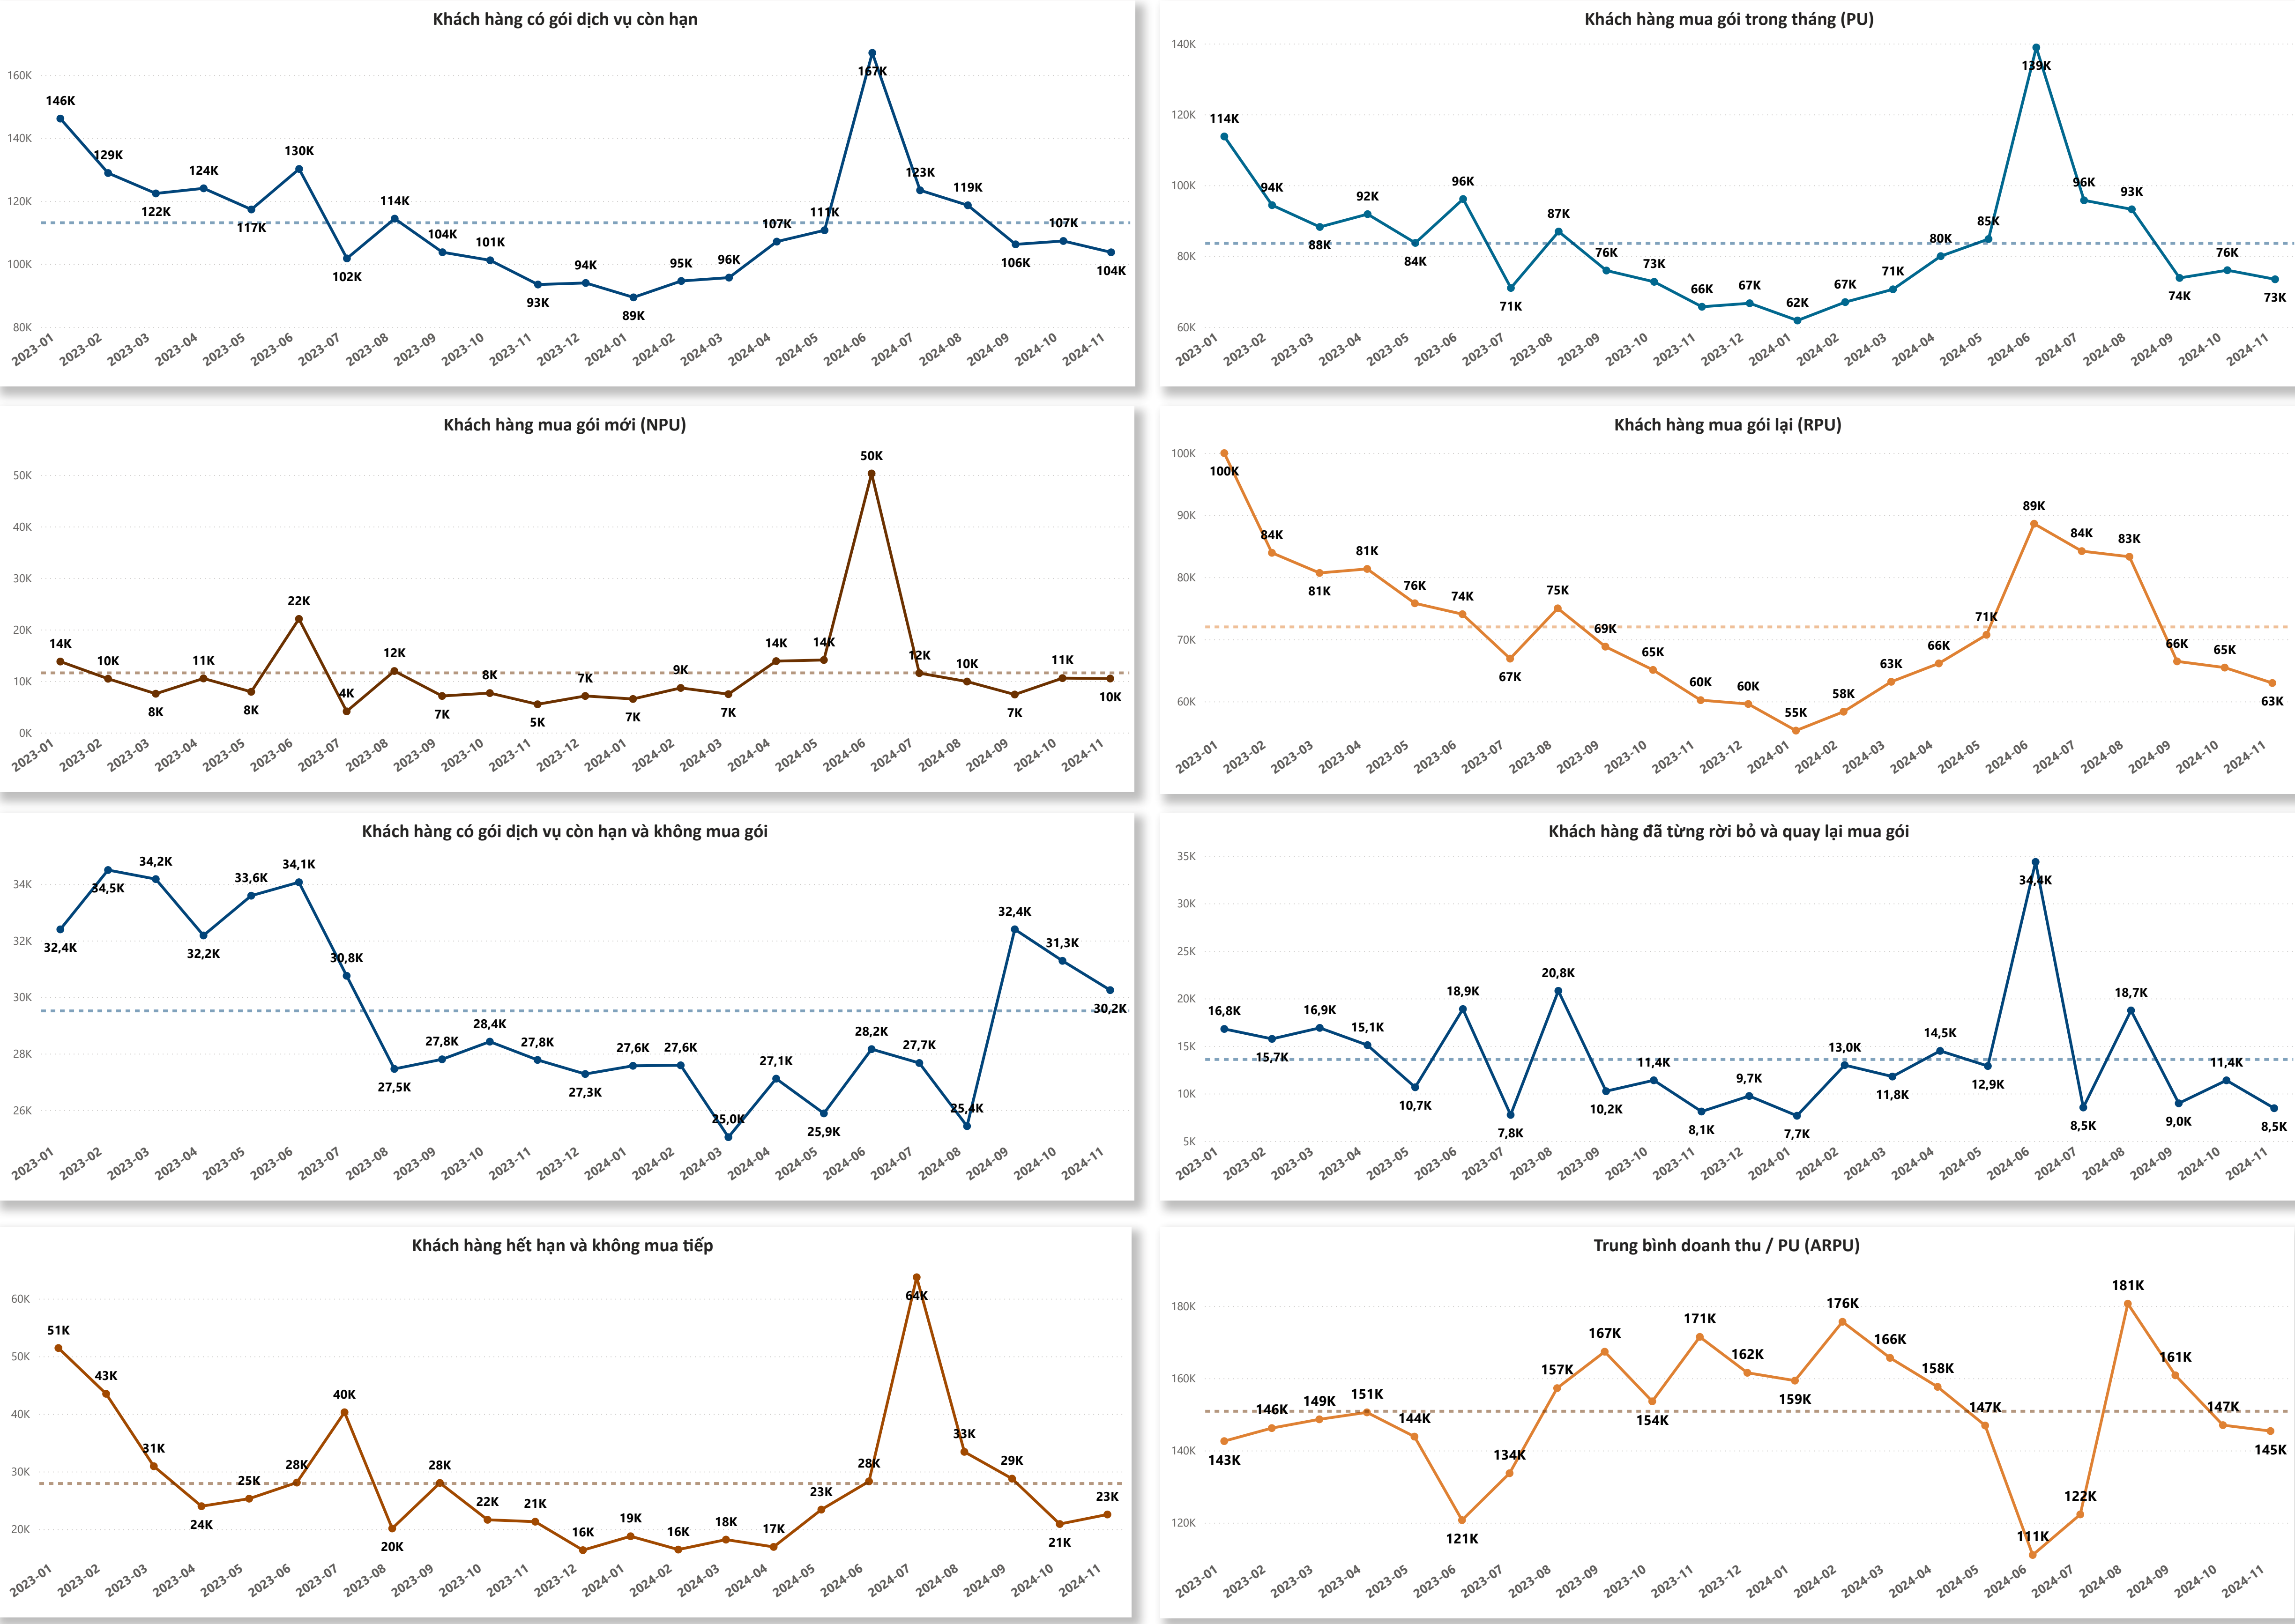 Khách hàng có gói dịch vụ còn hạn
160K
140K
120K
100K
80K
146K
129K
122K
124K
117K
130K
102K
114K
104K
101K
93K
94K
89K
95K
96K
107K
111K
167K
123K
119K
106K
107K
104K
2023-01 2023-02 2023-03 2023-04 2023-05 2023-06 2023-07 2023-08 2023-09 2023-10 2023-11 2023-12 2024-01 2024-02 2024-03 2024-04 2024-05 2024-06 2024-07 2024-08 2024-09 2024-10 2024-11
Khách hàng mua gói trong tháng (PU)
140K
120K
100K
80K
60K
114K
94K
88K
92K
84K
96K
71K
87K
76K
73K
66K
67K
62K
67K
71K
80K
85K
139K
96K
93K
74K
76K
73K
2023-01 2023-02 2023-03 2023-04 2023-05 2023-06 2023-07 2023-08 2023-09 2023-10 2023-11 2023-12 2024-01 2024-02 2024-03 2024-04 2024-05 2024-06 2024-07 2024-08 2024-09 2024-10 2024-11
Khách hàng mua gói mới (NPU)
50K
40K
30K
20K
10K
0K
14K
10K
8K
11K
8K
22K
4K
12K
7K
8K
5K
7K
7K
9K
7K
14K
14K
50K
12K
10K
7K
11K
10K
2023-01 2023-02 2023-03 2023-04 2023-05 2023-06 2023-07 2023-08 2023-09 2023-10 2023-11 2023-12 2024-01 2024-02 2024-03 2024-04 2024-05 2024-06 2024-07 2024-08 2024-09 2024-10 2024-11
Khách hàng mua gói lại (RPU)
100K
90K
80K
70K
60K
100K
84K
81K
81K
76K
74K
67K
75K
69K
65K
60K
60K
55K
58K
63K
66K
71K
89K
84K
83K
66K
65K
63K
2023-01 2023-02 2023-03 2023-04 2023-05 2023-06 2023-07 2023-08 2023-09 2023-10 2023-11 2023-12 2024-01 2024-02 2024-03 2024-04 2024-05 2024-06 2024-07 2024-08 2024-09 2024-10 2024-11
Khách hàng có gói dịch vụ còn hạn và không mua gói
34K
32K
30K
28K
26K
32,4K
34,5K
34,2K
32,2K
33,6K
34,1K
30,8K
27,5K
27,8K
28,4K
27,8K
27,3K
27,6K
27,6K
25,0K
27,1K
25,9K
28,2K
27,7K
25,4K
32,4K
31,3K
30,2K
2023-01 2023-02 2023-03 2023-04 2023-05 2023-06 2023-07 2023-08 2023-09 2023-10 2023-11 2023-12 2024-01 2024-02 2024-03 2024-04 2024-05 2024-06 2024-07 2024-08 2024-09 2024-10 2024-11
Khách hàng đã từng rời bỏ và quay lại mua gói
35K
30K
25K
20K
15K
10K
5K
16,8K
15,7K
16,9K
15,1K
10,7K
18,9K
7,8K
20,8K
10,2K
11,4K
8,1K
9,7K
7,7K
13,0K
11,8K
14,5K
12,9K
34,4K
8,5K
18,7K
9,0K
11,4K
8,5K
2023-01 2023-02 2023-03 2023-04 2023-05 2023-06 2023-07 2023-08 2023-09 2023-10 2023-11 2023-12 2024-01 2024-02 2024-03 2024-04 2024-05 2024-06 2024-07 2024-08 2024-09 2024-10 2024-11
Khách hàng hết hạn và không mua tiếp
60K
50K
40K
30K
20K
51K
43K
31K
24K
25K
28K
40K
20K
28K
22K
21K
16K
19K
16K
18K
17K
23K
28K
64K
33K
29K
21K
23K
2023-01 2023-02 2023-03 2023-04 2023-05 2023-06 2023-07 2023-08 2023-09 2023-10 2023-11 2023-12 2024-01 2024-02 2024-03 2024-04 2024-05 2024-06 2024-07 2024-08 2024-09 2024-10 2024-11
Trung bình doanh thu / PU (ARPU)
180K
160K
140K
120K
143K
146K
149K
151K
144K
121K
134K
157K
167K
154K
171K
162K
159K
176K
166K
158K
147K
111K
122K
181K
161K
147K
145K
2023-01 2023-02 2023-03 2023-04 2023-05 2023-06 2023-07 2023-08 2023-09 2023-10 2023-11 2023-12 2024-01 2024-02 2024-03 2024-04 2024-05 2024-06 2024-07 2024-08 2024-09 2024-10 2024-11